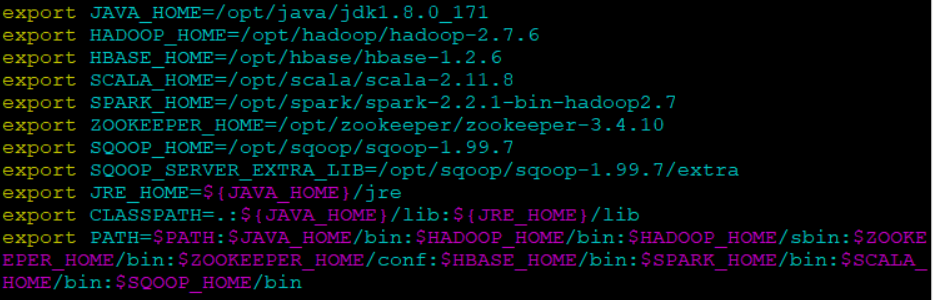 export JAVA_HOME=/opt/java/jdk1.8.0_171
export HADOOP_HOME=/opt/hadoop/hadoop-2.7.6
export HBASE_HOME=/opt/hbase/hbase-1.2.6
export SCALA_HOME=/opt/scala/scala-2.11.8
export SPARK_HOME=/opt/spark/spark-2.2.1-bin-hadoop2.7
export ZOOKEEPER_HOME=/opt/zookeeper/zookeeper-3.4.10
export SQOOP_HOME=/opt/sqoop/sqoop-1.99.7
export SQOOP_SERVER_EXTRA_LIB=/opt/sqoop/sqoop-1.99.7/extra
export JRE_HOME=${JAVA_HOME}/jre
export CLASSPATH=.:${JAVA_HOME}/lib:${JRE_HOME}/lib
export PATH=$PATH:$JAVA_HOME/bin:$HADOOP_HOME/bin:$HADOOP_HOME/sbin:$ZOOKE
EPER_HOME/bin:$ZOOKEEPER_HOME/conf:$HBASE_HOME/bin:$SPARK_HOME/bin:$SCALA_
HOME/bin:$SQOOP_HOME/bin